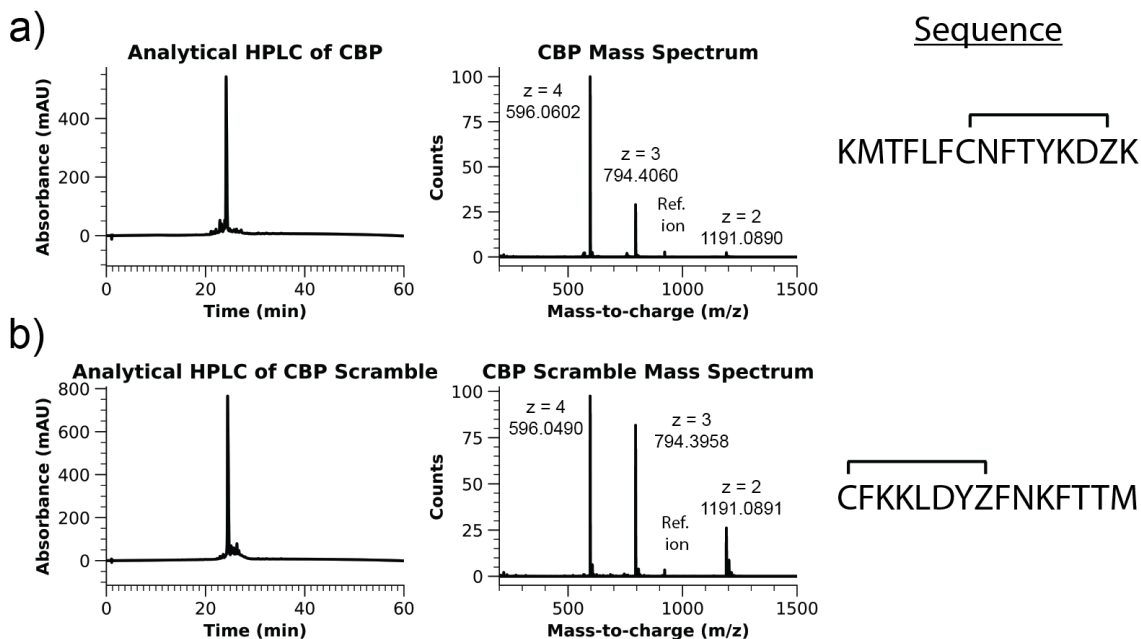 a)
Analytical HPLC of CBP
Absorbance (mAU)
400
200
0
0 20 40 60
Time (min)
CBP Mass Spectrum
Counts
100
75
50
25
0
z = 4
596.0602
z = 3
794.4060
Ref.
ion
z = 2
1191.0890
500 1000 1500
Mass-to-charge (m/z)
Sequence
KMTFLFCNFTYKDZK
b)
Analytical HPLC of CBP Scramble
Absorbance (mAU)
800
600
400
200
0
0 20 40 60
Time (min)
CBP Scramble Mass Spectrum
Counts
100
75
50
25
0
z = 4
596.0490
z = 3
794.3958
Ref.
ion
z = 2
1191.0891
500 1000 1500
Mass-to-charge (m/z)
CFKKLDYZFNKFTTM